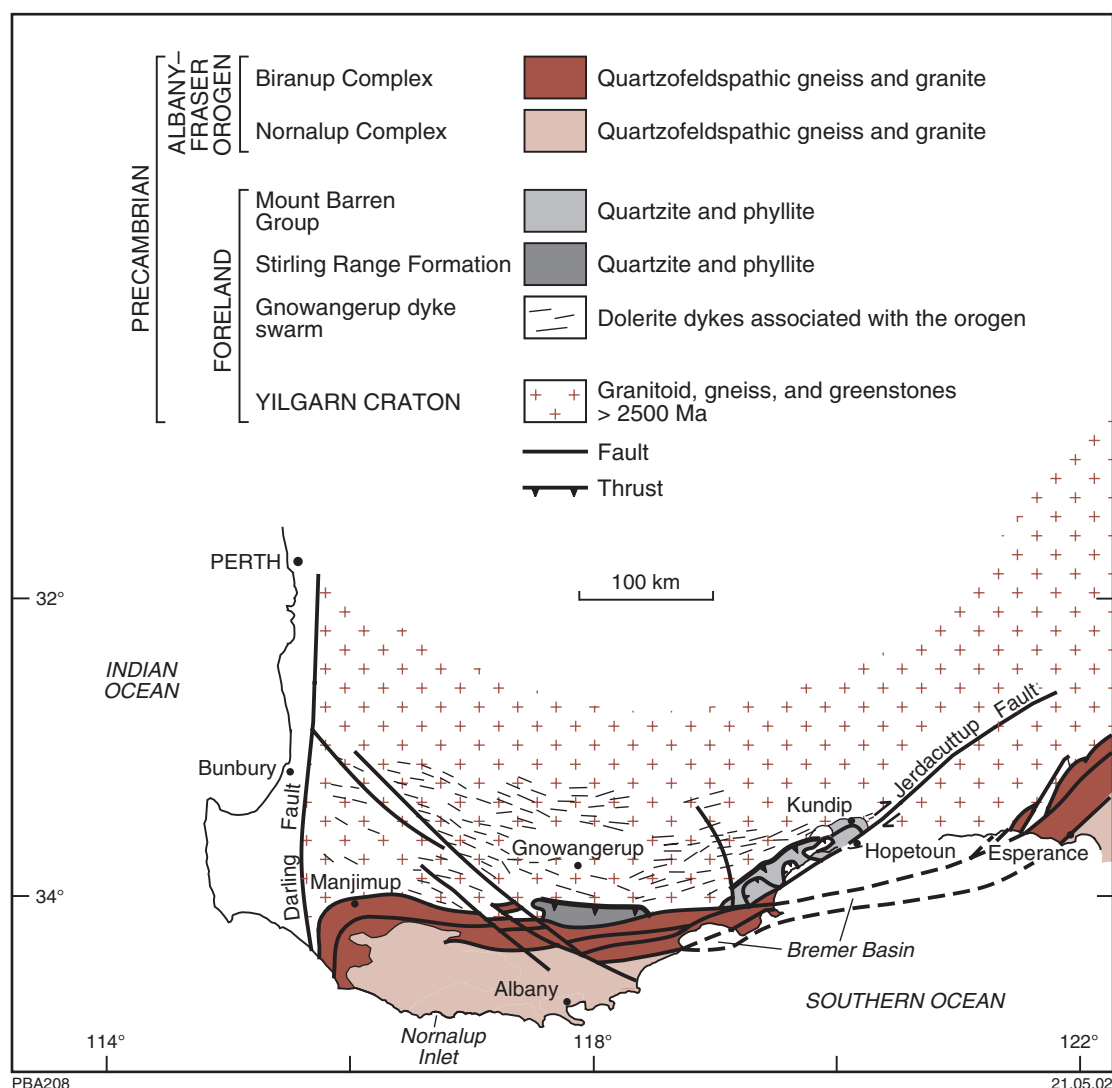 ALBANY–
FRASER
OROGEN
Biranup Complex
Quartzofeldspathic gneiss and granite
Nornalup Complex
Quartzofeldspathic gneiss and granite
PRECAMBRIAN
FORELAND
Mount Barren
Group
Quartzite and phyllite
Stirling Range Formation
Quartzite and phyllite
Gnowangerup dyke
swarm
Dolerite dykes associated with the orogen
YILGARN CRATON
Granitoid, gneiss, and greenstones
> 2500 Ma
Fault
Thrust
PERTH
100 km
32°
INDIAN
OCEAN
Bunbury
Darling Fault
Jerdacuttup Fault
Kundip
Gnowangerup
Hopetoun
Esperance
Manjimup
34°
Bremer Basin
Albany
SOUTHERN OCEAN
Nornalup
Inlet
114°
118°
122°
PBA208
21.05.02